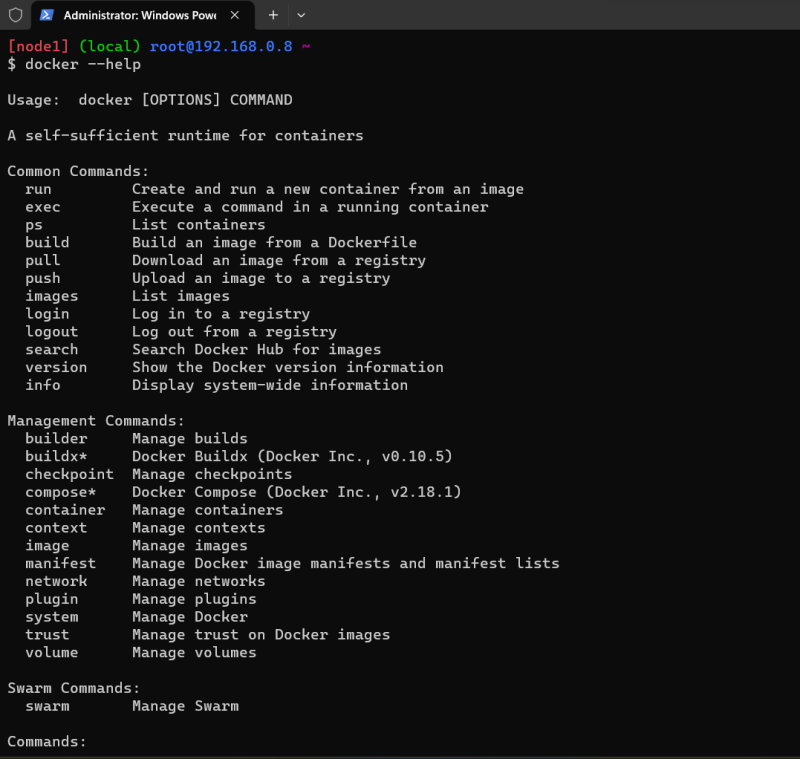 Administrator: Windows Powe
[node1] (local) root@192.168.0.8 ~
$ docker --help
Usage:  docker [OPTIONS] COMMAND
A self-sufficient runtime for containers
Common Commands:
  run         Create and run a new container from an image
  exec        Execute a command in a running container
  ps          List containers
  build       Build an image from a Dockerfile
  pull        Download an image from a registry
  push        Upload an image to a registry
  images      List images
  login       Log in to a registry
  logout      Log out from a registry
  search      Search Docker Hub for images
  version     Show the Docker version information
  info        Display system-wide information
Management Commands:
  builder     Manage builds
  buildx*     Docker Buildx (Docker Inc., v0.10.5)
  checkpoint  Manage checkpoints
  compose*    Docker Compose (Docker Inc., v2.18.1)
  container   Manage containers
  context     Manage contexts
  image       Manage images
  manifest    Manage Docker image manifests and manifest lists
  network     Manage networks
  plugin      Manage plugins
  system      Manage Docker
  trust       Manage trust on Docker images
  volume      Manage volumes
Swarm Commands:
  swarm       Manage Swarm
Commands: